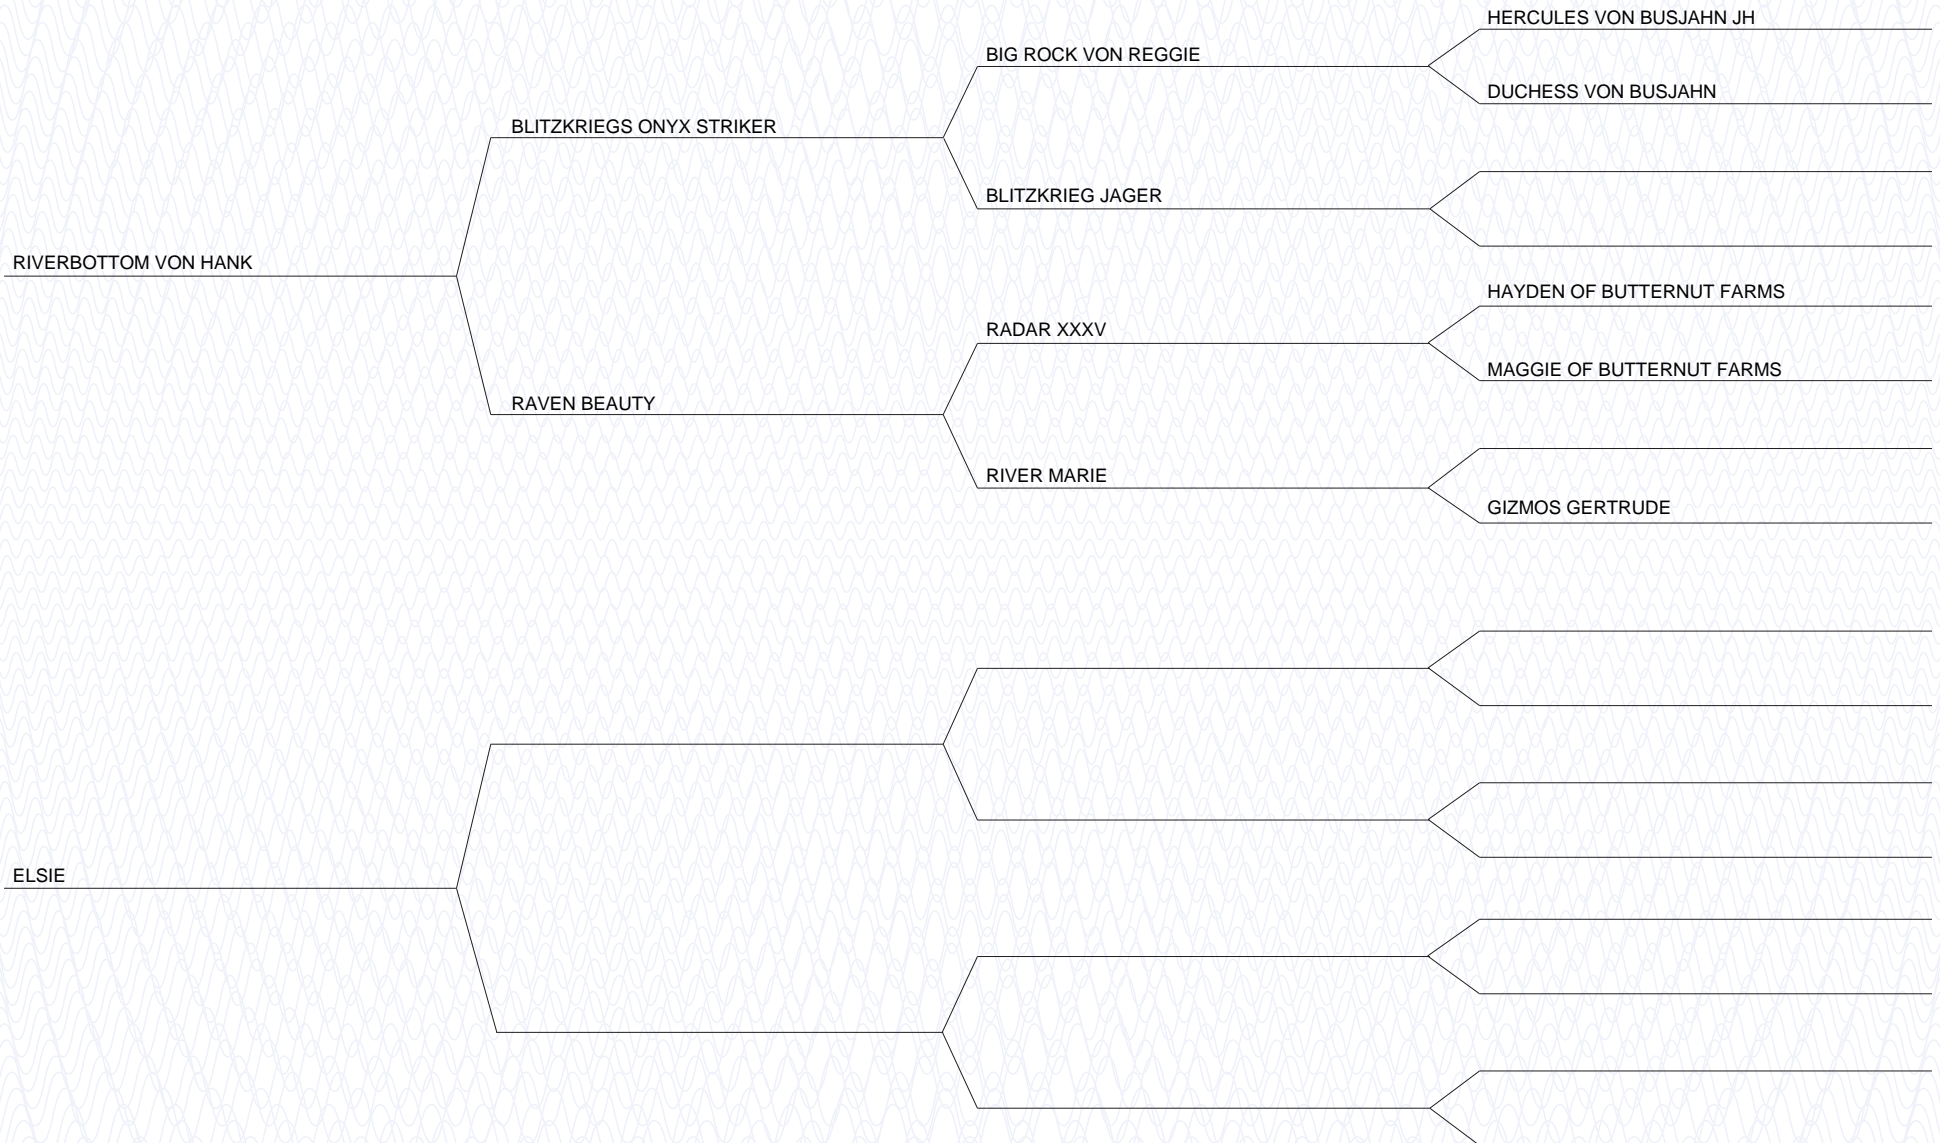 HERCULES VON BUSJAHN JH
BIG ROCK VON REGGIE
DUCHESS VON BUSJAHN
BLITZKRIEGS ONYX STRIKER
BLITZKRIEG JAGER
RIVERBOTTOM VON HANK
HAYDEN OF BUTTERNUT FARMS
RADAR XXXV
MAGGIE OF BUTTERNUT FARMS
RAVEN BEAUTY
RIVER MARIE
GIZMOS GERTRUDE
ELSIE